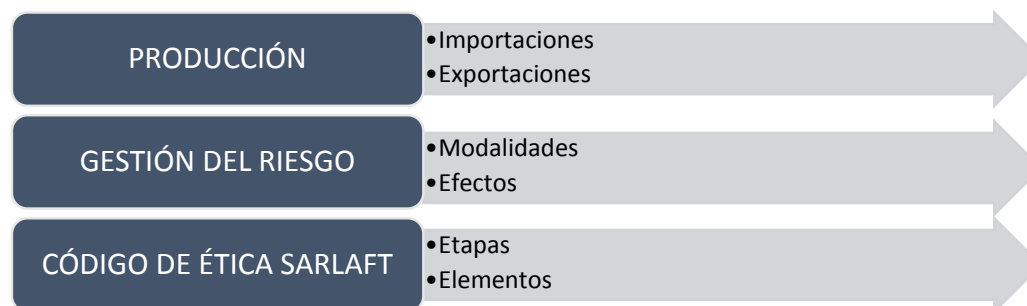 PRODUCCIÓN
•Importaciones
•Exportaciones
GESTIÓN DEL RIESGO
•Modalidades
•Efectos
CÓDIGO DE ÉTICA SARLAFT
•Etapas
•Elementos